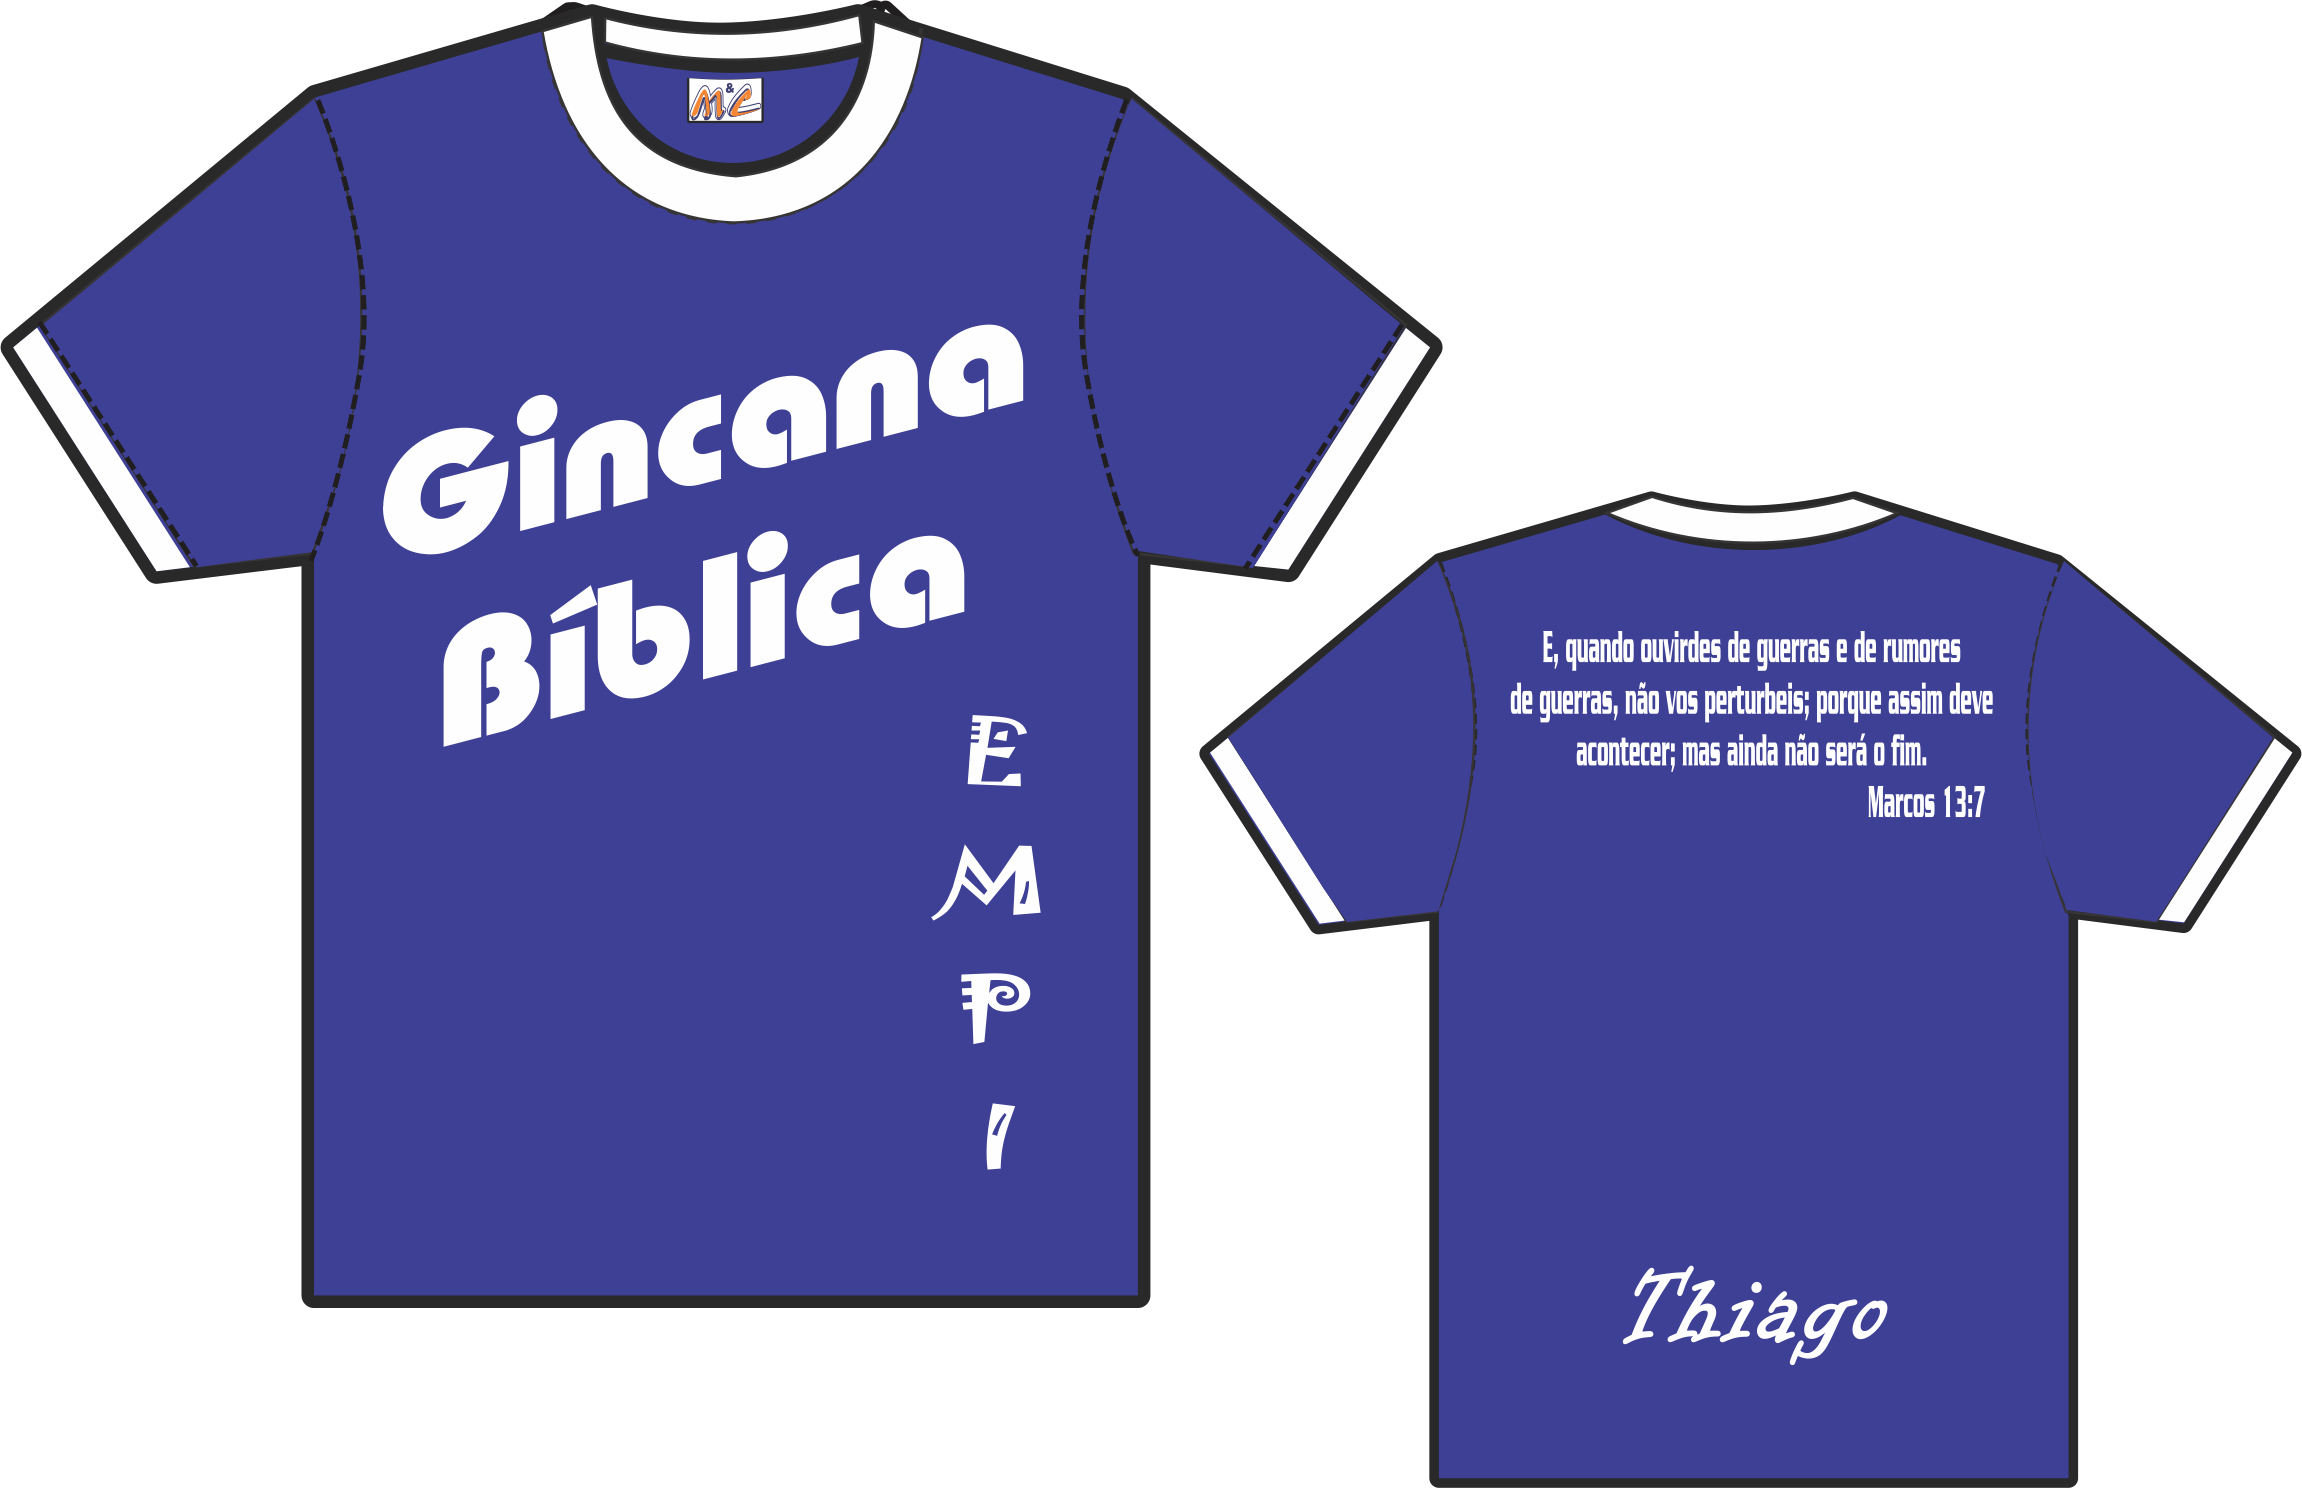 M&C
Gincana
Bíblica
E
M
P
I
E, quando ouvirdes de guerras e de rumores
de guerras, não vos perturbeis; porque assim deve
acontecer; mas ainda não será o fim.
Marcos 13:7
Thiago